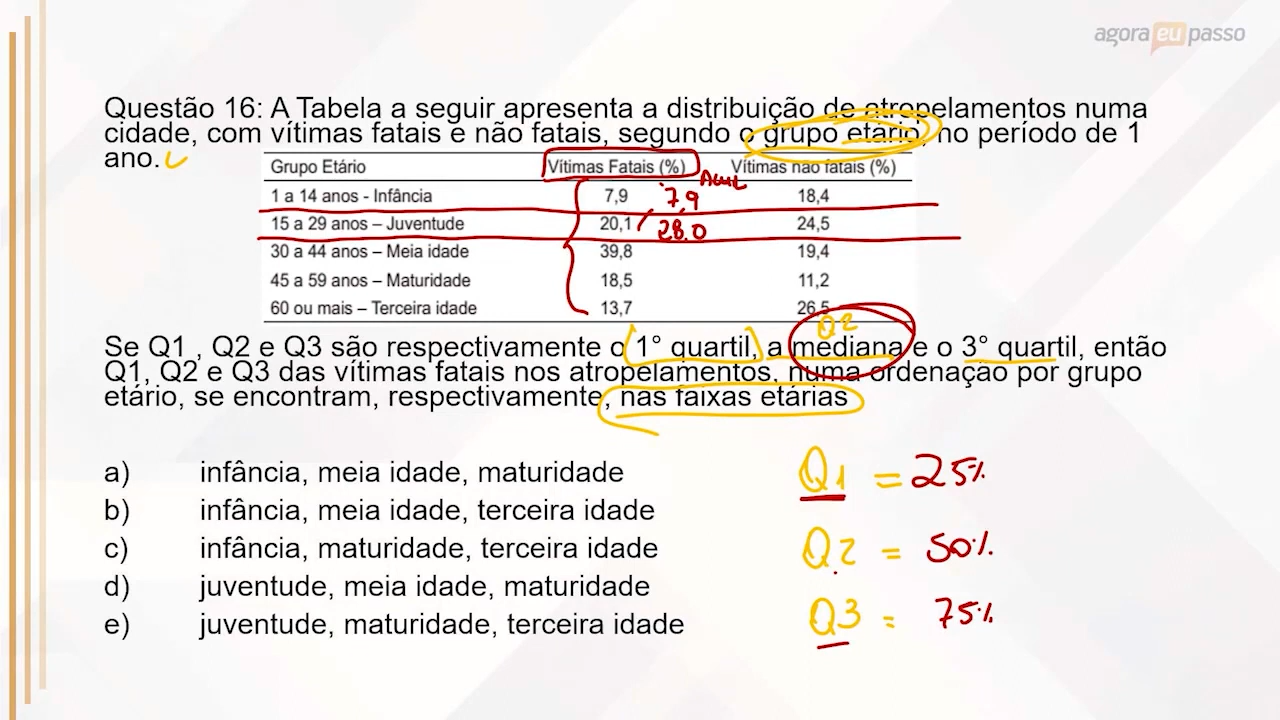 agora eu passo
Questão 16: A Tabela a seguir apresenta a distribuição de atropelamentos numa
cidade, com vítimas fatais e não fatais, segundo o grupo etário, no período de 1
ano.
Grupo Etário Vítimas Fatais (%) Vítimas não fatais (%)
Acul
1 a 14 anos - Infância 7,9 7,9 18,4
15 a 29 anos – Juventude 20,1 28,0 24,5
30 a 44 anos – Meia idade 39,8 19,4
45 a 59 anos – Maturidade 18,5 11,2
60 ou mais – Terceira idade 13,7 26,5
Q2
Se Q1 , Q2 e Q3 são respectivamente o 1° quartil, a mediana e o 3° quartil, então
Q1, Q2 e Q3 das vítimas fatais nos atropelamentos, numa ordenação por grupo
etário, se encontram, respectivamente, nas faixas etárias
a) infância, meia idade, maturidade
b) infância, meia idade, terceira idade
c) infância, maturidade, terceira idade
d) juventude, meia idade, maturidade
e) juventude, maturidade, terceira idade
Q1 = 25%
Q2 = 50%
Q3 = 75%